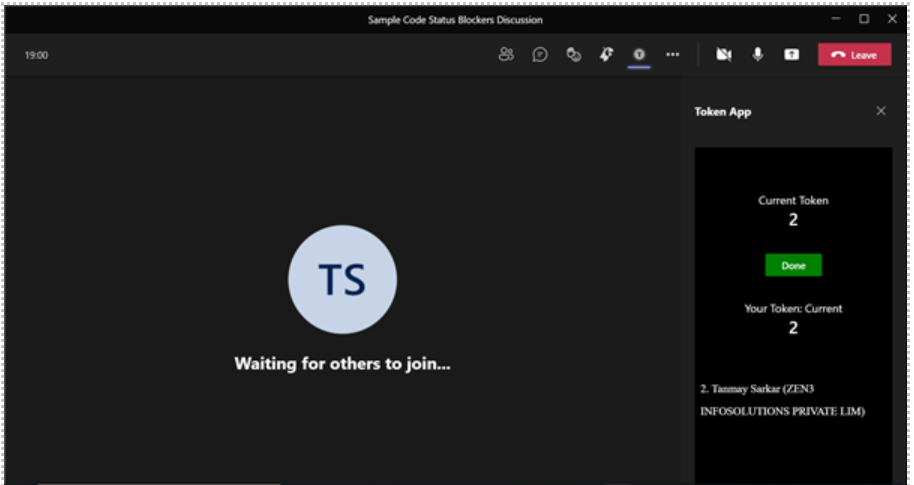 Sample Code Status Blockers Discussion
19:00
Leave
Token App
Current Token
2
Done
Your Token: Current
2
TS
Waiting for others to join...
2. Tanmay Sarkar (ZEN3
INFOSOLUTIONS PRIVATE LIM)